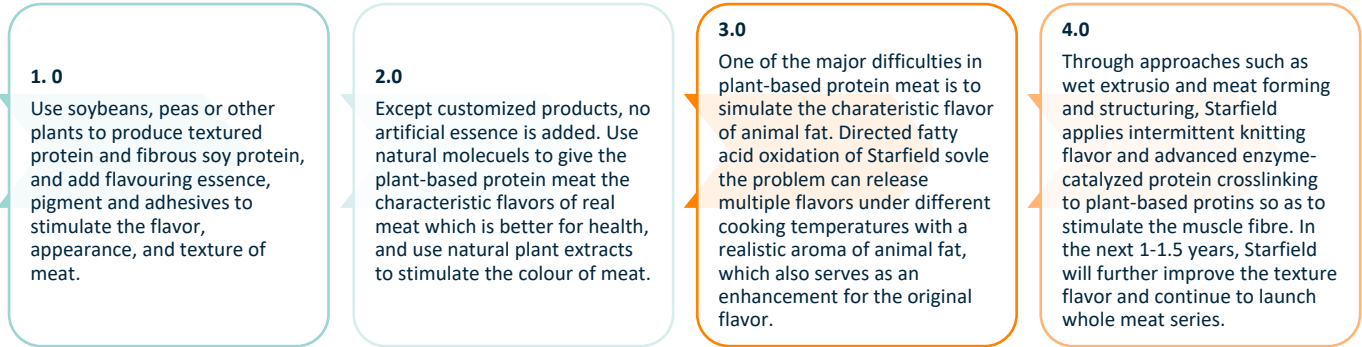 1. 0
Use soybeans, peas or other
plants to produce textured
protein and fibrous soy protein,
and add flavouring essence,
pigment and adhesives to
stimulate the flavor,
appearance, and texture of
meat.
2.0
Except customized products, no
artificial essence is added. Use
natural molecuels to give the
plant-based protein meat the
characteristic flavors of real
meat which is better for health,
and use natural plant extracts
to stimulate the colour of meat.
3.0
One of the major difficulties in
plant-based protein meat is to
simulate the charateristic flavor
of animal fat. Directed fatty
acid oxidation of Starfield sovle
the problem can release
multiple flavors under different
cooking temperatures with a
realistic aroma of animal fat,
which also serves as an
enhancement for the original
flavor.
4.0
Through approaches such as
wet extrusio and meat forming
and structuring, Starfield
applies intermittent knitting
flavor and advanced enzyme-
catalyzed protein crosslinking
to plant-based protins so as to
stimulate the muscle fibre. In
the next 1-1.5 years, Starfield
will further improve the texture
flavor and continue to launch
whole meat series.